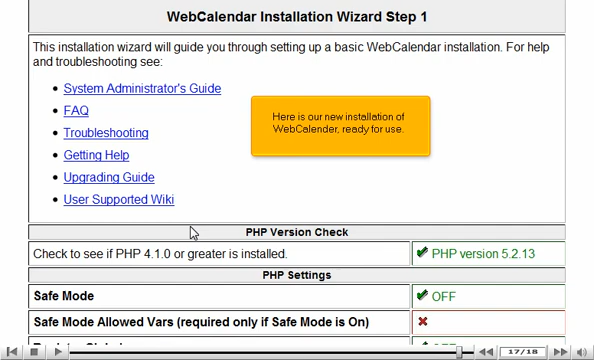 WebCalendar Installation Wizard Step 1
This installation wizard will guide you through setting up a basic WebCalendar installation. For help
and troubleshooting see:
System Administrator's Guide
FAQ
Troubleshooting
Getting Help
Upgrading Guide
User Supported Wiki
Here is our new installation of
WebCalender, ready for use.
PHP Version Check
Check to see if PHP 4.1.0 or greater is installed.
PHP version 5.2.13
PHP Settings
Safe Mode
OFF
Safe Mode Allowed Vars (required only if Safe Mode is On)
17/18